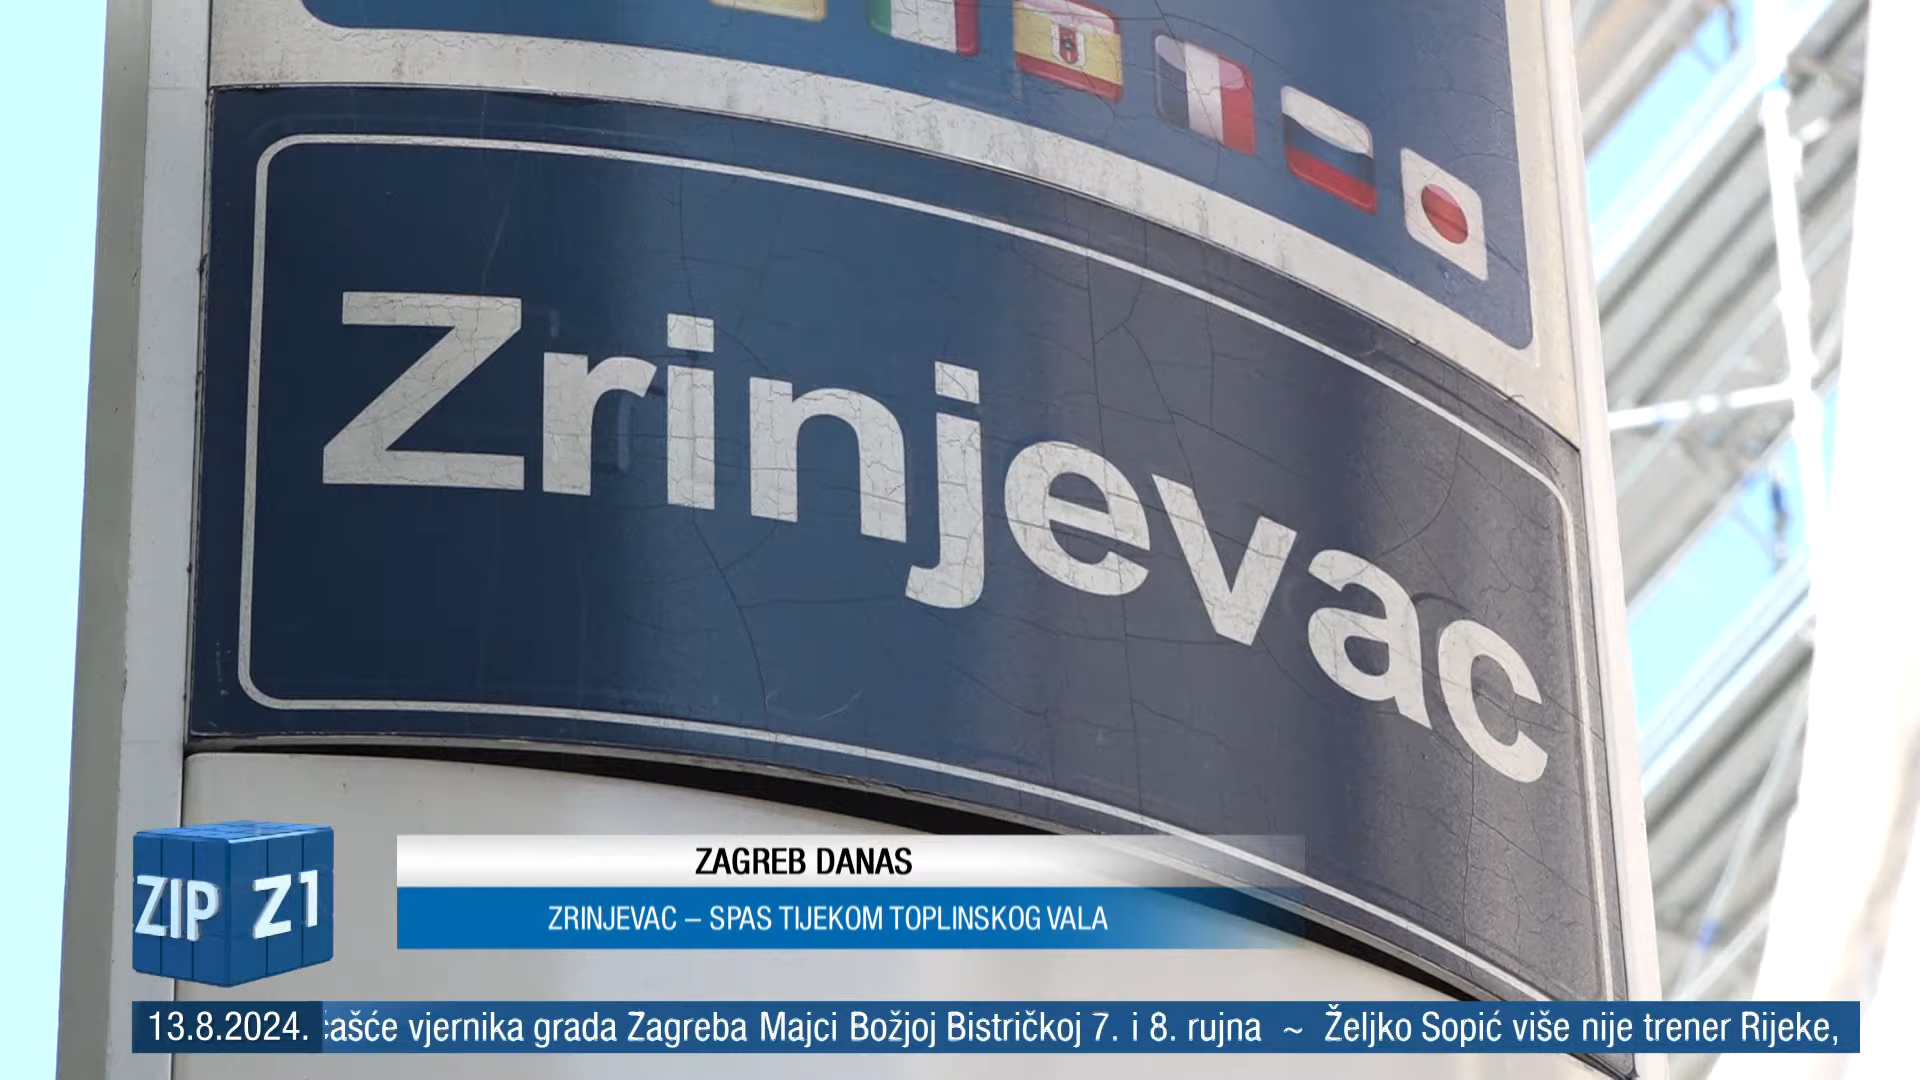 Zrinjevac
ZIP Z1
ZAGREB DANAS
ZRINJEVAC – SPAS TIJEKOM TOPLINSKOG VALA
13.8.2024. vjernika grada Zagreba Majci Božjoj Bistričkoj 7. i 8. rujna ~ Željko Sopić više nije trener Rijeke,